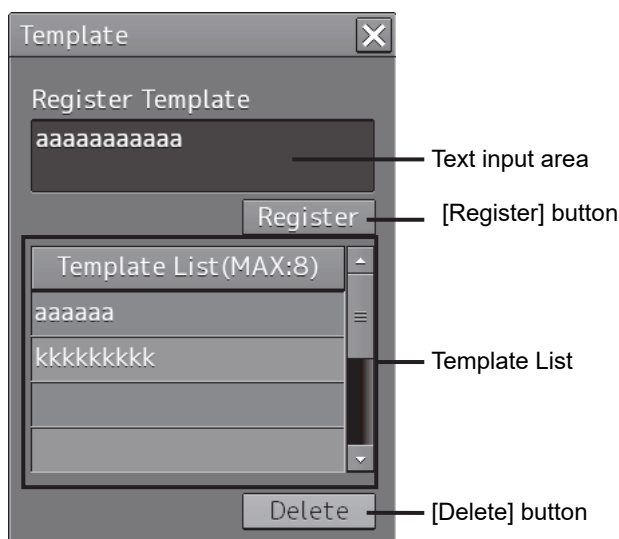 Template
Register Template
aaaaaaaaaaa
Text input area
Register
[Register] button
Template List(MAX:8)
aaaaaa
kkkkkkkkk
Template List
Delete
[Delete] button